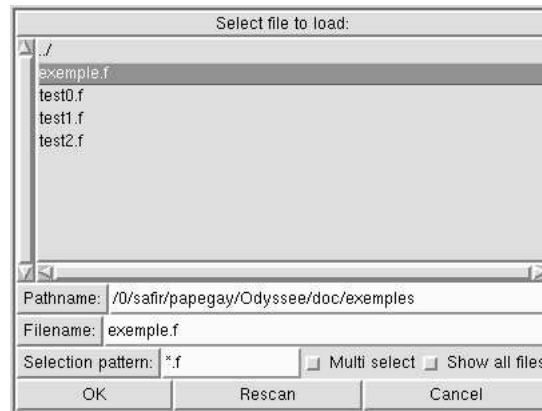 Select file to load:
../
exemple.f
test0.f
test1.f
test2.f
Pathname: /0/safir/papegay/Odyssee/doc/exemples
Filename: exemple.f
Selection pattern: *.f Multi select Show all files
OK Rescan Cancel